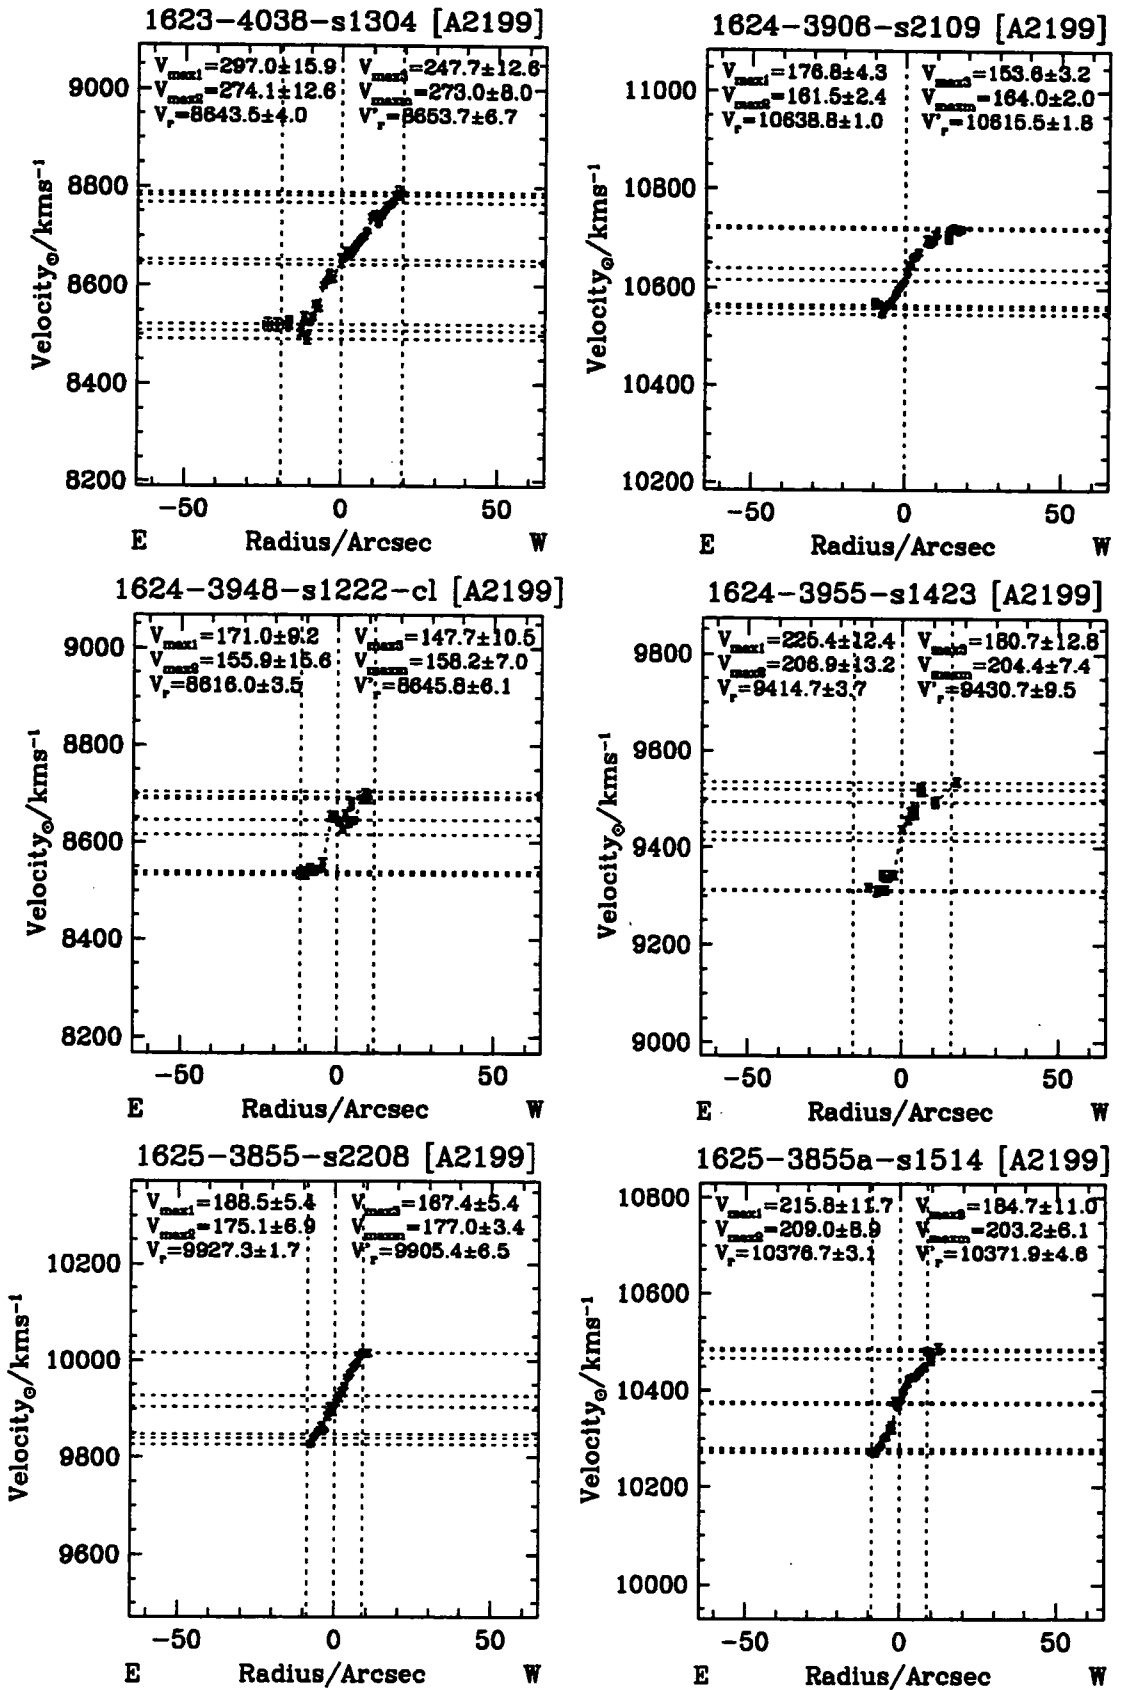 1623-4038-s1304 [A2199]
Vmax1=297.0±15.9 Vmax3=247.7±12.6
Vmax2=274.1±12.6 Vmaxm=273.0±8.0
Vr=8643.5±4.0 V'r=8653.7±6.7
9000
8800
8600
8400
8200
Velocity⊙/kms⁻¹
-50 0 50
E Radius/Arcsec W
1624-3906-s2109 [A2199]
Vmax1=176.8±4.3 Vmax3=153.6±3.2
Vmax2=161.5±2.4 Vmaxm=164.0±2.0
Vr=10638.8±1.0 V'r=10615.5±1.8
11000
10800
10600
10400
10200
Velocity⊙/kms⁻¹
-50 0 50
E Radius/Arcsec W
1624-3948-s1222-cl [A2199]
Vmax1=171.0±9.2 Vmax3=147.7±10.5
Vmax2=155.9±15.6 Vmaxm=158.2±7.0
Vr=8616.0±3.5 V'r=8645.8±6.1
9000
8800
8600
8400
8200
Velocity⊙/kms⁻¹
-50 0 50
E Radius/Arcsec W
1624-3955-s1423 [A2199]
Vmax1=225.4±12.4 Vmax3=180.7±12.8
Vmax2=206.9±13.2 Vmaxm=204.4±7.4
Vr=9414.7±3.7 V'r=9430.7±9.5
9800
9600
9400
9200
9000
Velocity⊙/kms⁻¹
-50 0 50
E Radius/Arcsec W
1625-3855-s2208 [A2199]
Vmax1=188.5±5.4 Vmax3=167.4±5.4
Vmax2=175.1±6.9 Vmaxm=177.0±3.4
Vr=9927.3±1.7 V'r=9905.4±6.5
10200
10000
9800
9600
Velocity⊙/kms⁻¹
-50 0 50
E Radius/Arcsec W
1625-3855a-s1514 [A2199]
Vmax1=215.8±11.7 Vmax3=184.7±11.0
Vmax2=209.0±8.9 Vmaxm=203.2±6.1
Vr=10376.7±3.1 V'r=10371.9±4.6
10800
10600
10400
10200
10000
Velocity⊙/kms⁻¹
-50 0 50
E Radius/Arcsec W